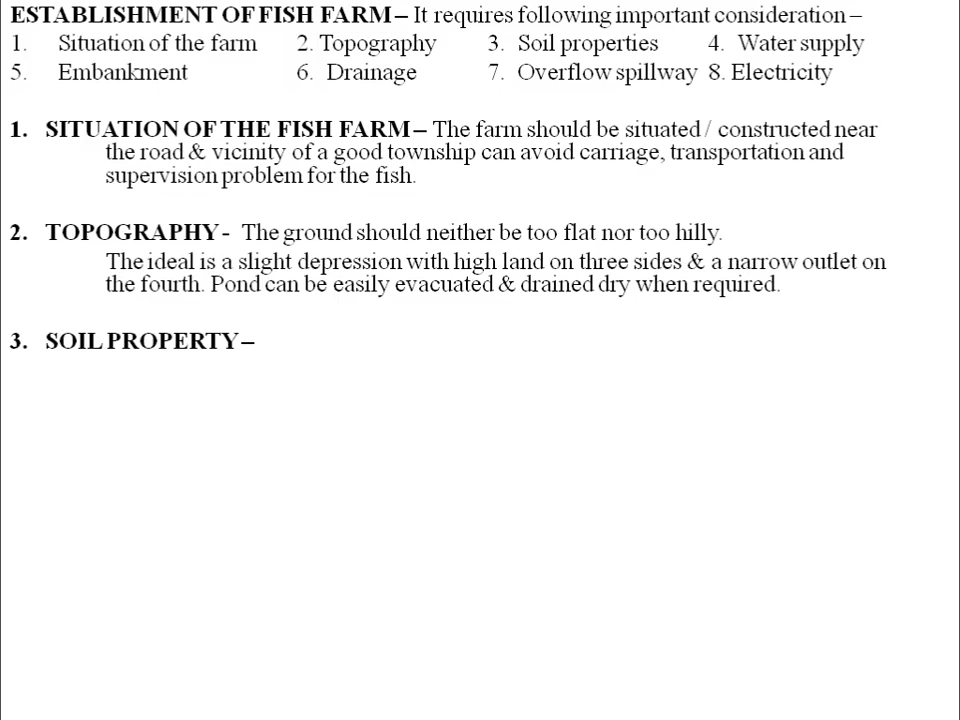 ESTABLISHMENT OF FISH FARM – It requires following important consideration –
1. Situation of the farm 2. Topography 3. Soil properties 4. Water supply
5. Embankment 6. Drainage 7. Overflow spillway 8. Electricity
1. SITUATION OF THE FISH FARM – The farm should be situated / constructed near
the road & vicinity of a good township can avoid carriage, transportation and
supervision problem for the fish.
2. TOPOGRAPHY - The ground should neither be too flat nor too hilly.
The ideal is a slight depression with high land on three sides & a narrow outlet on
the fourth. Pond can be easily evacuated & drained dry when required.
3. SOIL PROPERTY –